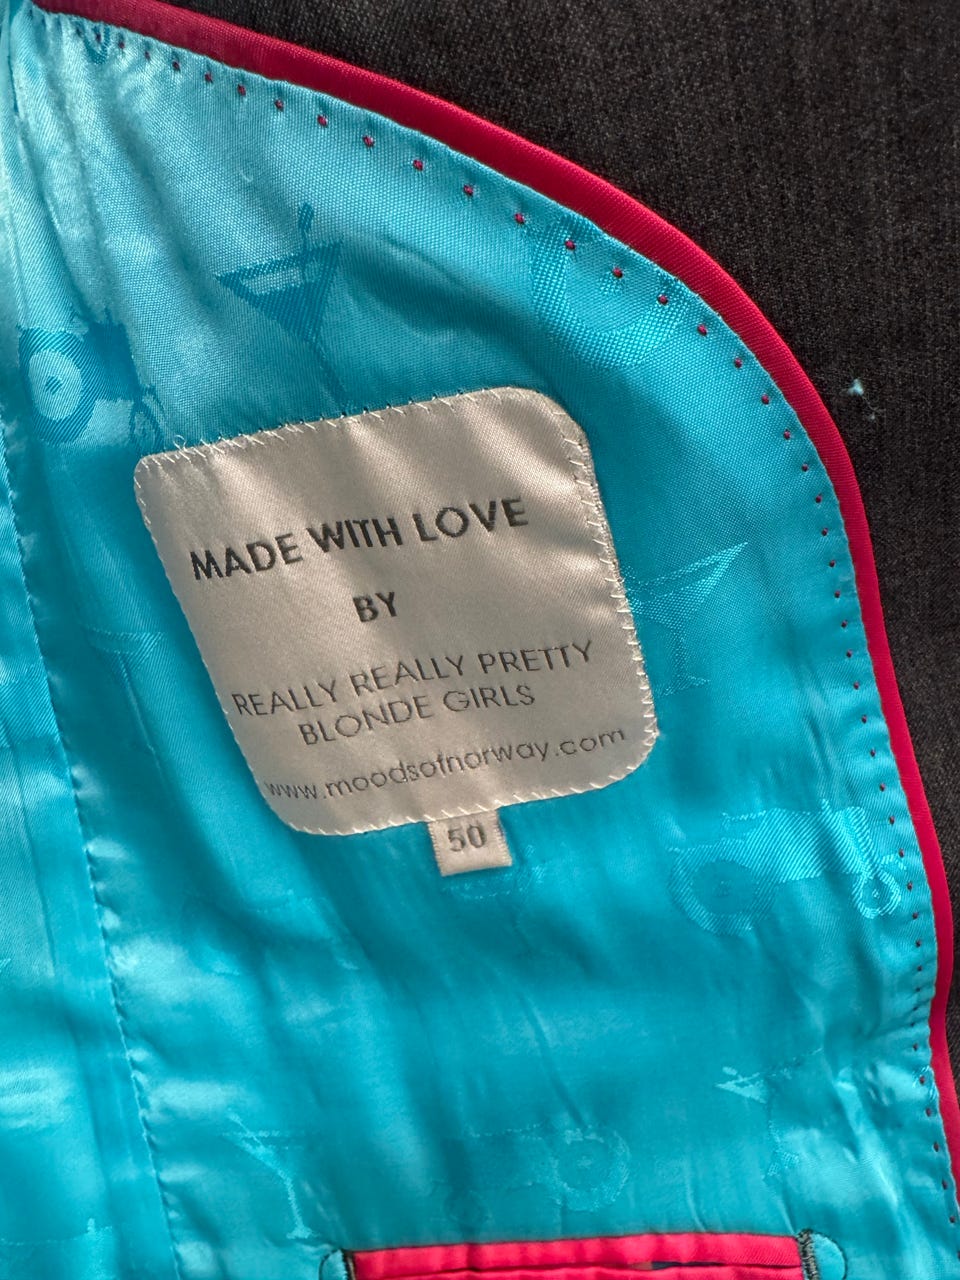 MADE WITH LOVE
BY
REALLY REALLY PRETTY
BLONDE GIRLS
www.moodsofnorway.com
50